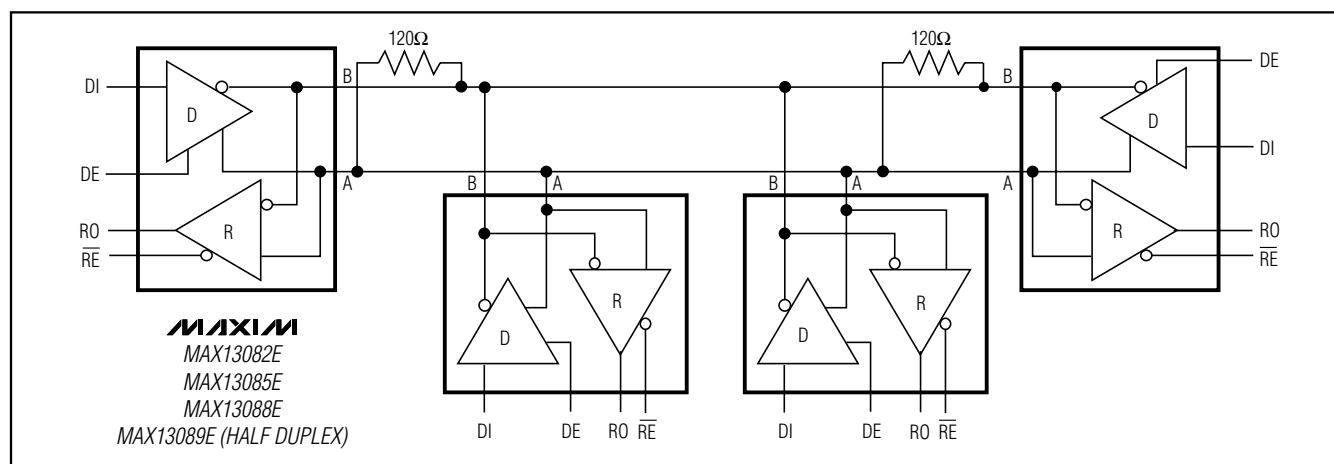 120Ω
120Ω
DI
B
B
DE
D
D
DI
DE
A
B
A
B
A
A
RO
R
R
RO
RE
RE
R
R
D
D
MAXIM
MAX13082E
MAX13085E
MAX13088E
MAX13089E (HALF DUPLEX)
DI
DE
RO
RE
DI
DE
RO
RE